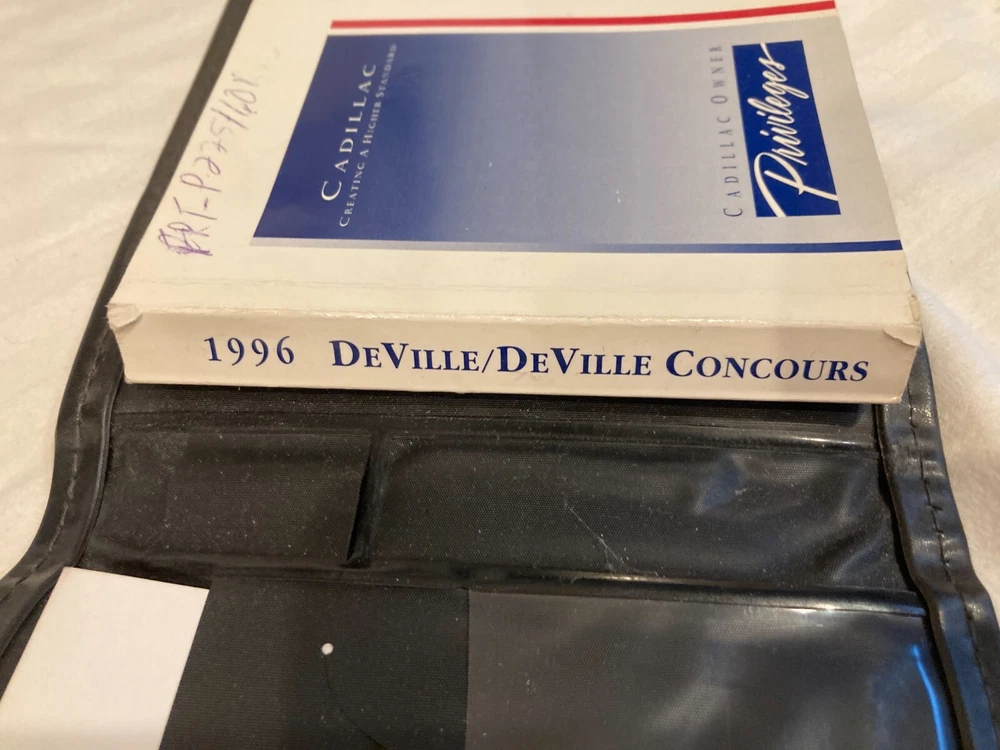 CADILLAC
CREATING A HIGHER STANDARD
CADILLAC OWNER
Privileges
1996 DEVILLE/DEVILLE CONCOURS